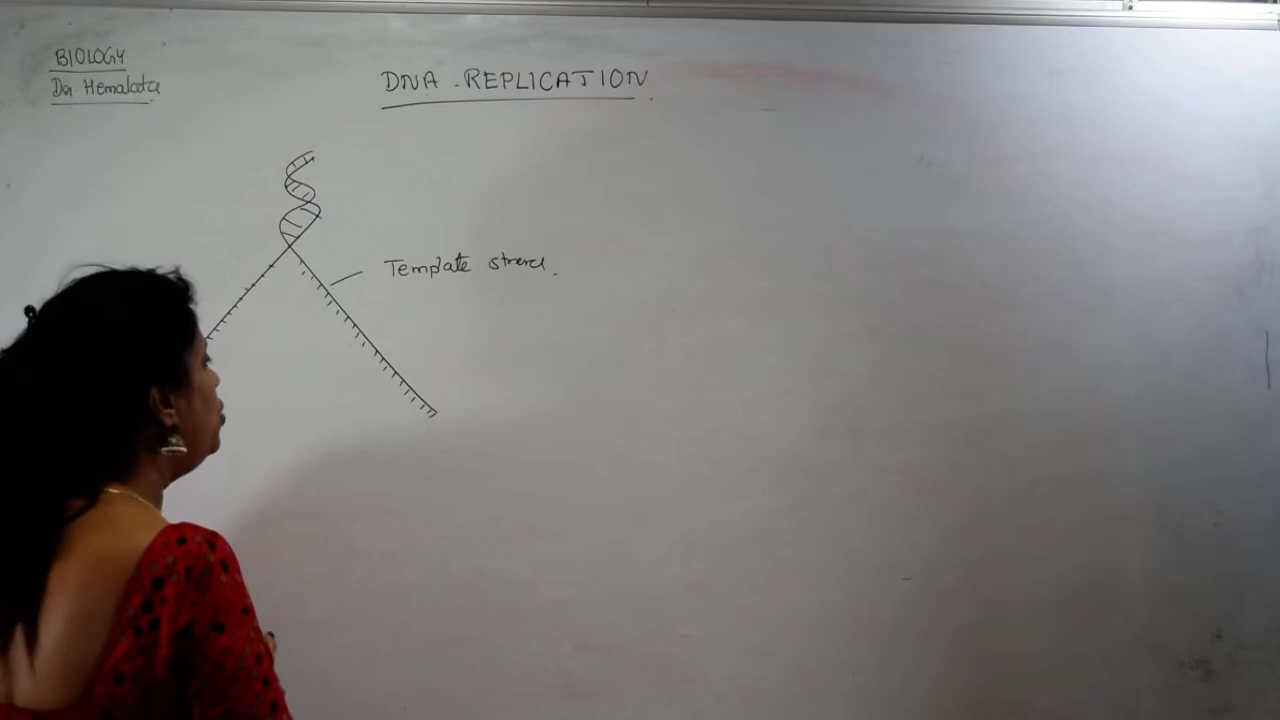 BIOLOGY
Dr. Hemalata
DNA - REPLICATION
Template strand.